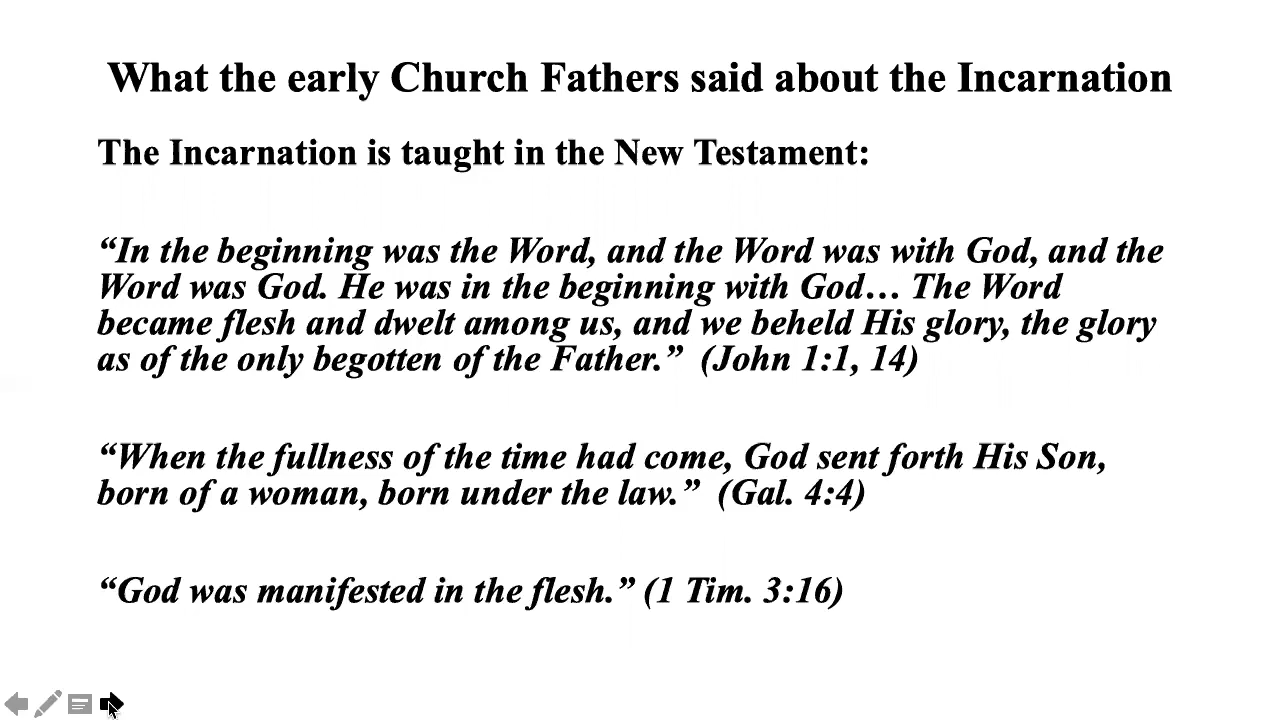 What the early Church Fathers said about the Incarnation
The Incarnation is taught in the New Testament:
“In the beginning was the Word, and the Word was with God, and the
Word was God. He was in the beginning with God… The Word
became flesh and dwelt among us, and we beheld His glory, the glory
as of the only begotten of the Father.”  (John 1:1, 14)
“When the fullness of the time had come, God sent forth His Son,
born of a woman, born under the law.”  (Gal. 4:4)
“God was manifested in the flesh.” (1 Tim. 3:16)